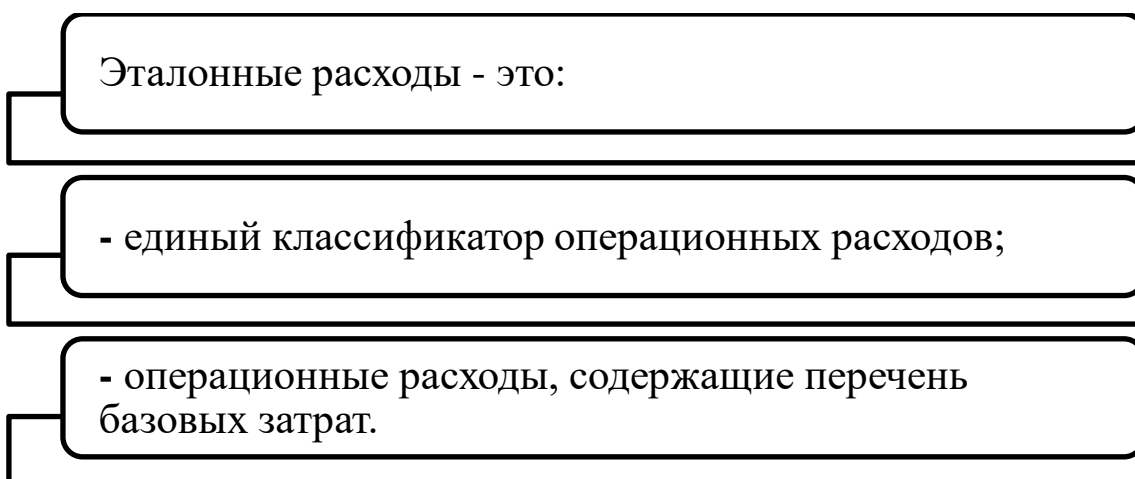 Эталонные расходы - это:
- единый классификатор операционных расходов;
- операционные расходы, содержащие перечень
базовых затрат.